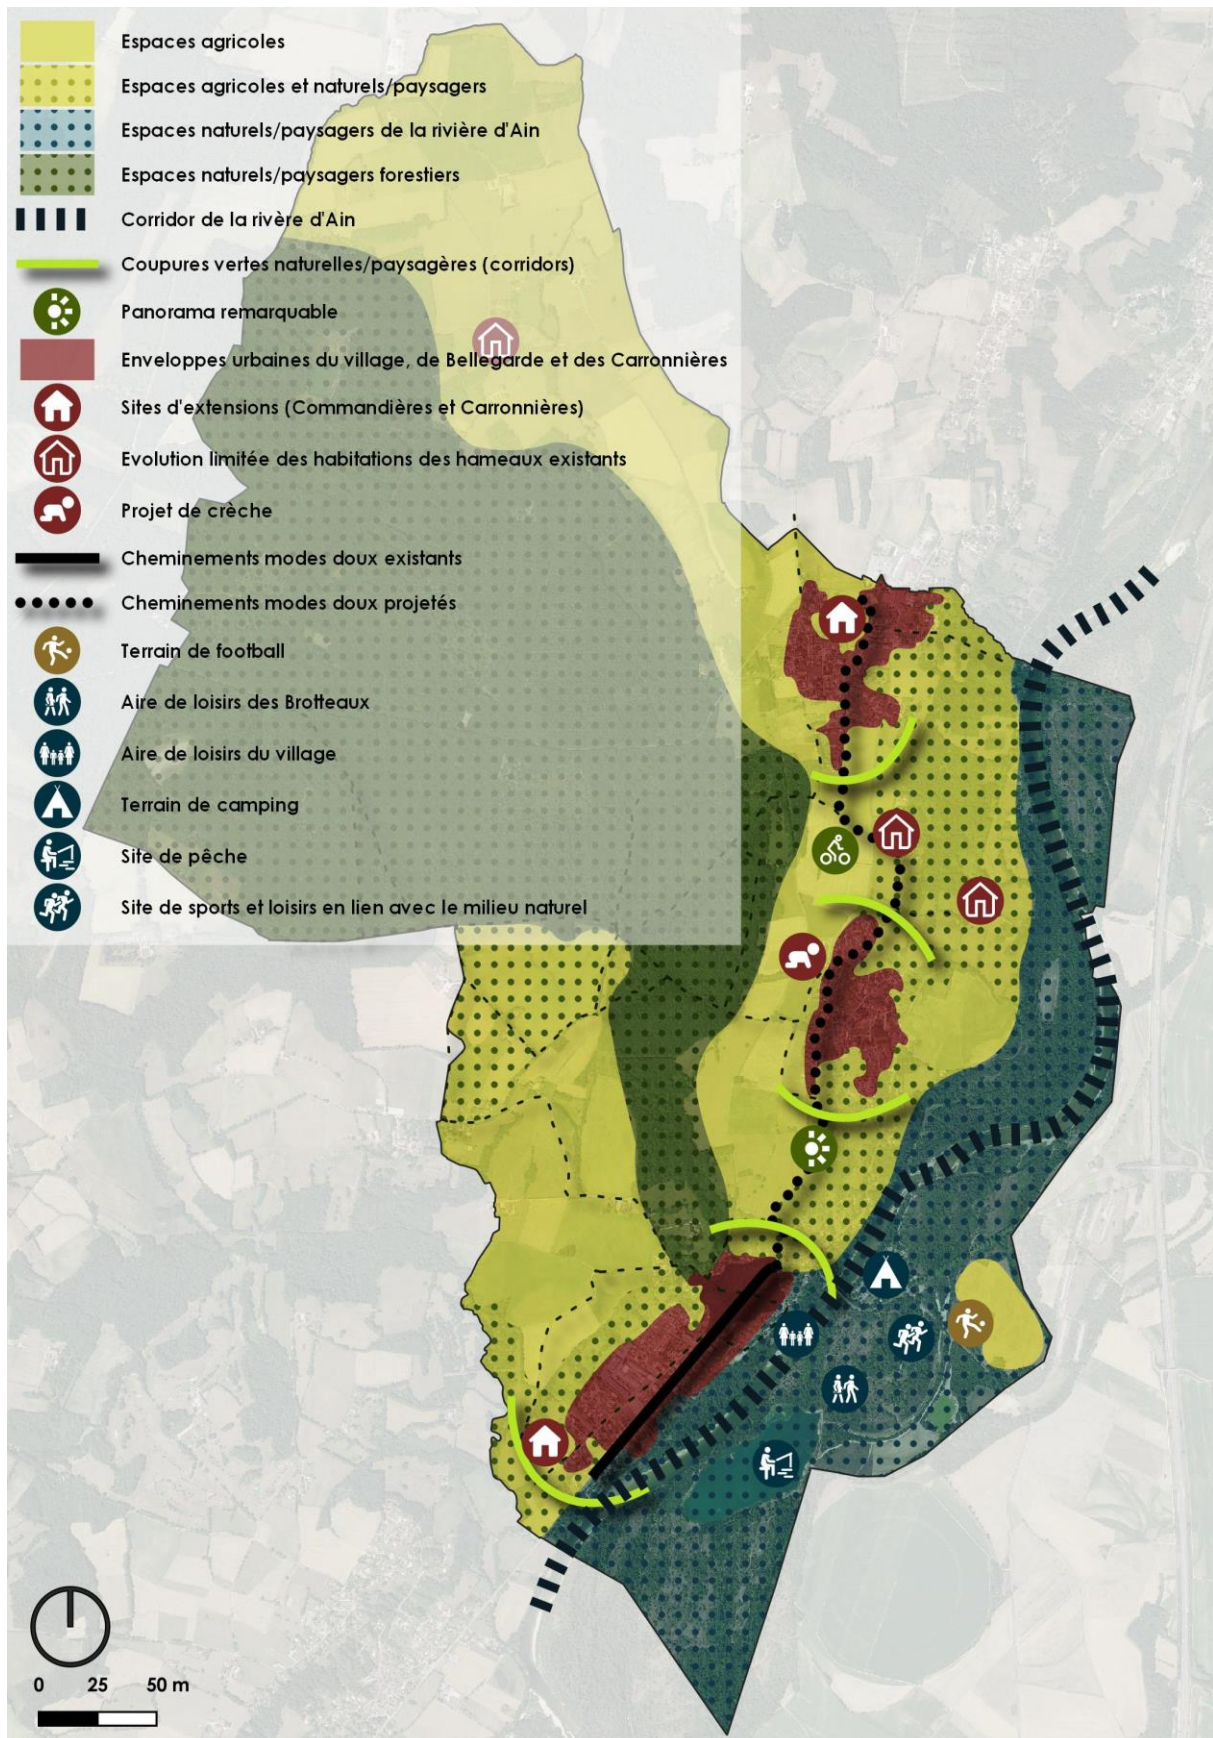 Espaces agricoles
Espaces agricoles et naturels/paysagers
Espaces naturels/paysagers de la rivière d'Ain
Espaces naturels/paysagers forestiers
Corridor de la rivère d'Ain
Coupures vertes naturelles/paysagères (corridors)
Panorama remarquable
Enveloppes urbaines du village, de Bellegarde et des Carronnières
Sites d'extensions (Commandières et Carronnières)
Evolution limitée des habitations des hameaux existants
Projet de crèche
Cheminements modes doux existants
Cheminements modes doux projetés
Terrain de football
Aire de loisirs des Brotteaux
Aire de loisirs du village
Terrain de camping
Site de pêche
Site de sports et loisirs en lien avec le milieu naturel
0 25 50 m